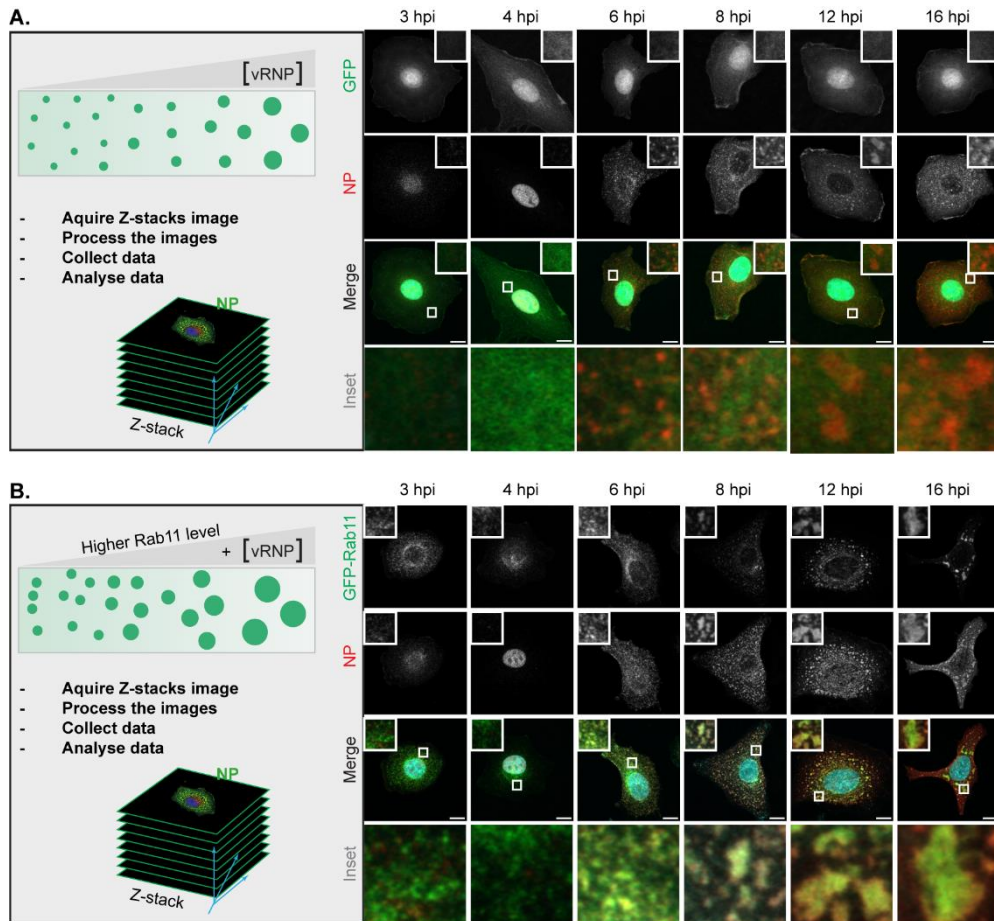 A.
3 hpi 4 hpi 6 hpi 8 hpi 12 hpi 16 hpi
[vRNP]
GFP
NP
Merge
Inset
- Aquire Z-stacks image
- Process the images
- Collect data
- Analyse data
NP
Z-stack
B.
3 hpi 4 hpi 6 hpi 8 hpi 12 hpi 16 hpi
Higher Rab11 level + [vRNP]
GFP-Rab11
NP
Merge
Inset
- Aquire Z-stacks image
- Process the images
- Collect data
- Analyse data
NP
Z-stack